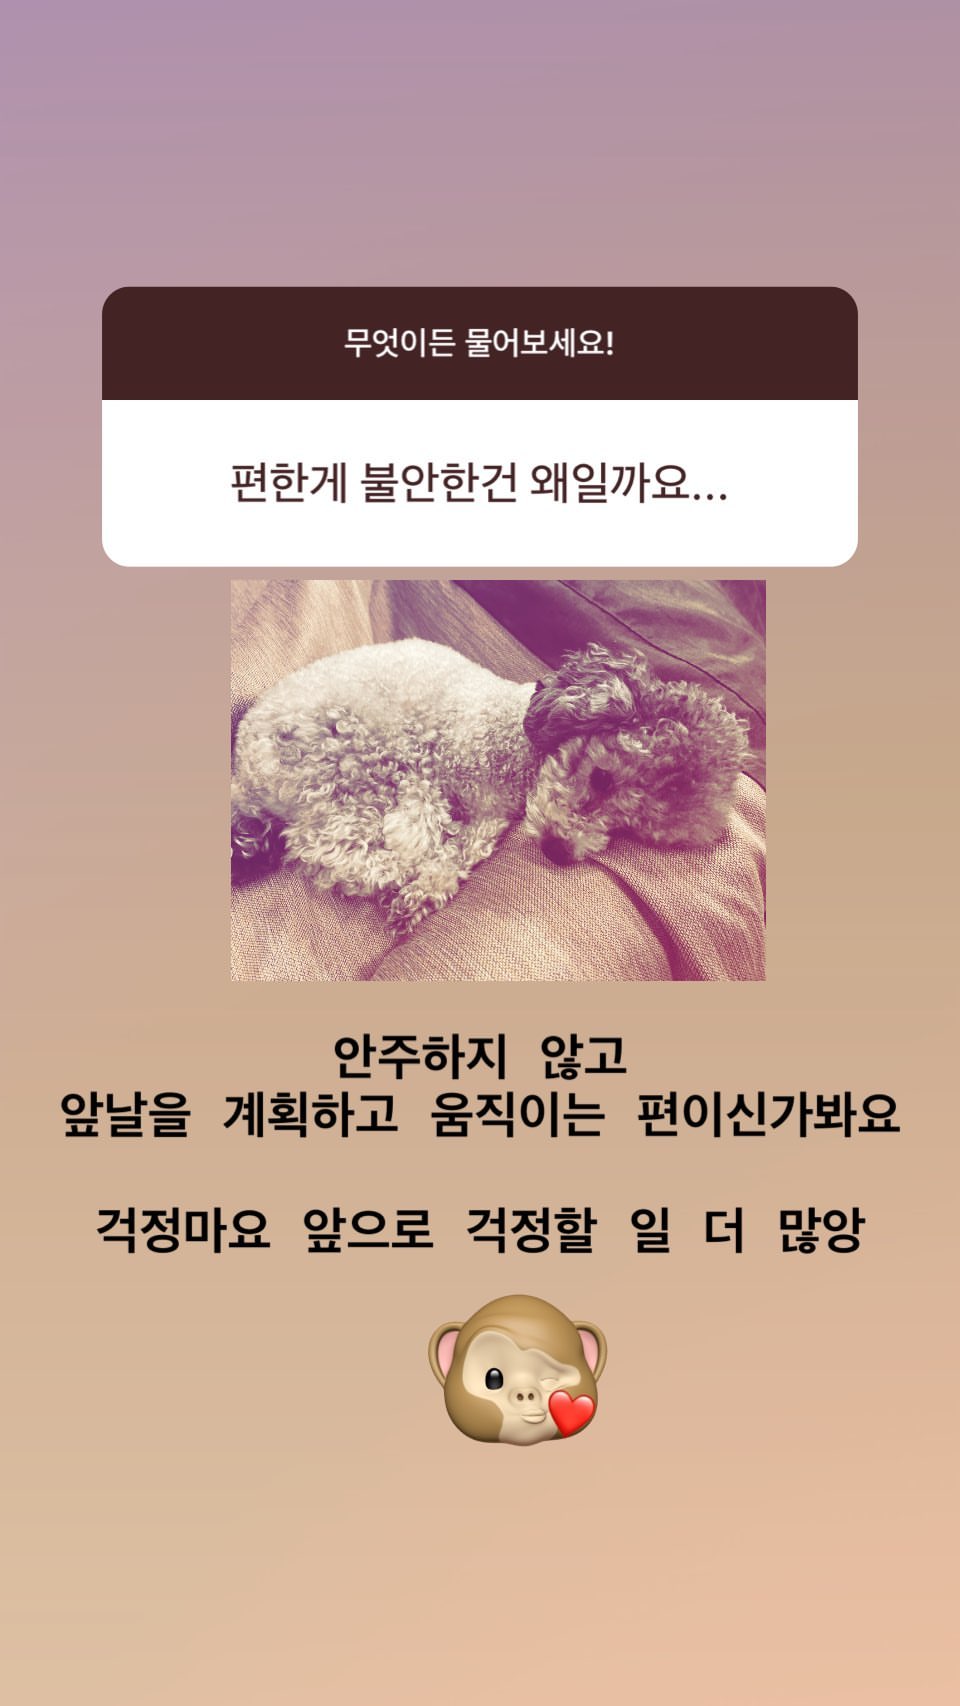 무엇이든 물어보세요!
편한게 불안한건 왜일까요...
안주하지 않고
앞날을 계획하고 움직이는 편이신가봐요
걱정마요 앞으로 걱정할 일 더 많앙